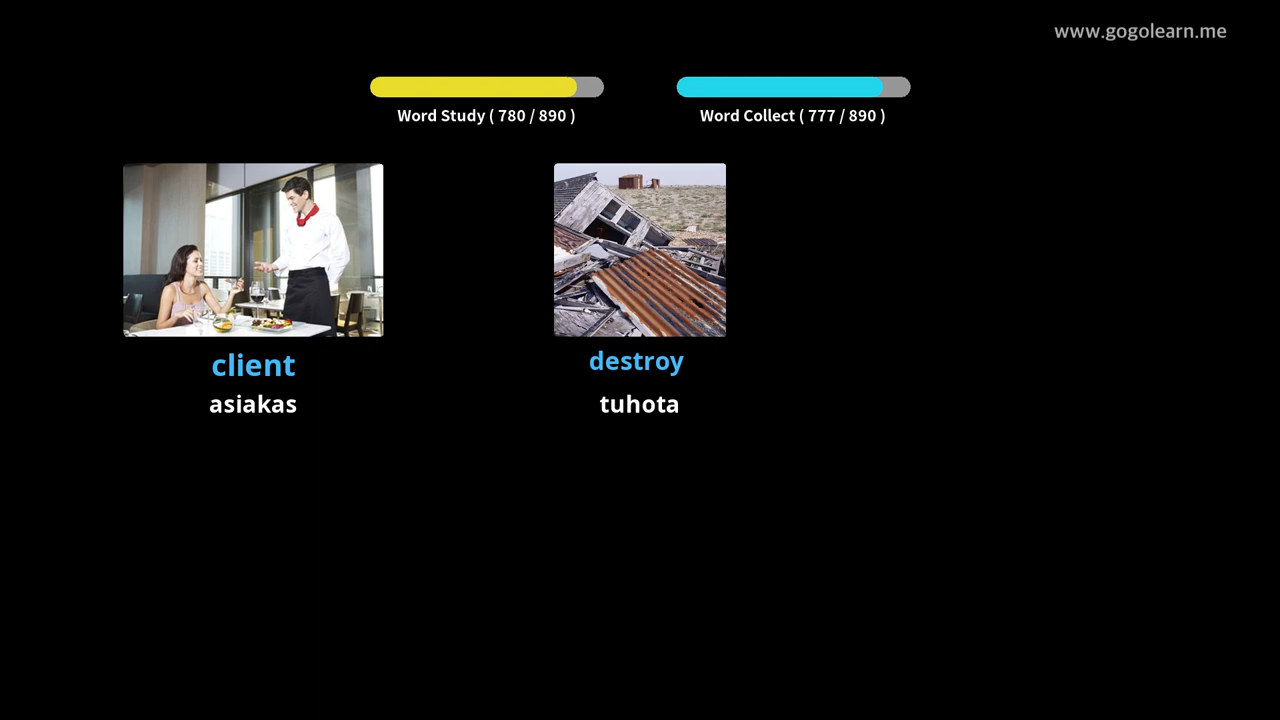 www.gogolearn.me
Word Study ( 780 / 890 )
Word Collect ( 777 / 890 )
client
asiakas
destroy
tuhota